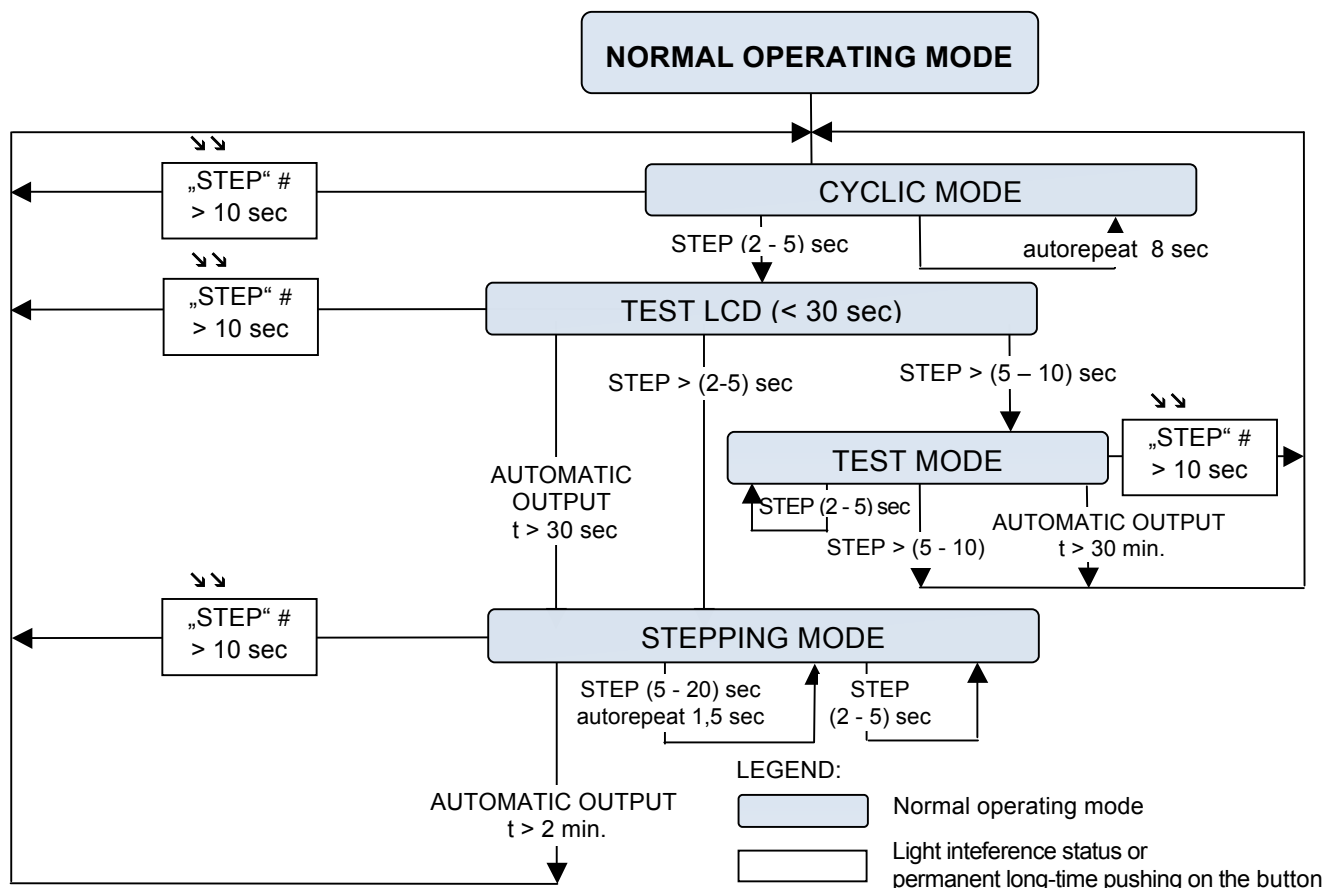 NORMAL OPERATING MODE
„STEP“ #
> 10 sec
CYCLIC MODE
STEP (2 - 5) sec
autorepeat 8 sec
„STEP“ #
> 10 sec
TEST LCD (< 30 sec)
STEP > (2-5) sec
STEP > (5 – 10) sec
„STEP“ #
> 10 sec
TEST MODE
AUTOMATIC
OUTPUT
t > 30 sec
STEP (2 - 5) sec
STEP > (5 - 10)
AUTOMATIC OUTPUT
t > 30 min.
„STEP“ #
> 10 sec
STEPPING MODE
STEP (5 - 20) sec
autorepeat 1,5 sec
STEP
(2 - 5) sec
AUTOMATIC OUTPUT
t > 2 min.
LEGEND:
Normal operating mode
Light inteference status or
permanent long-time pushing on the button